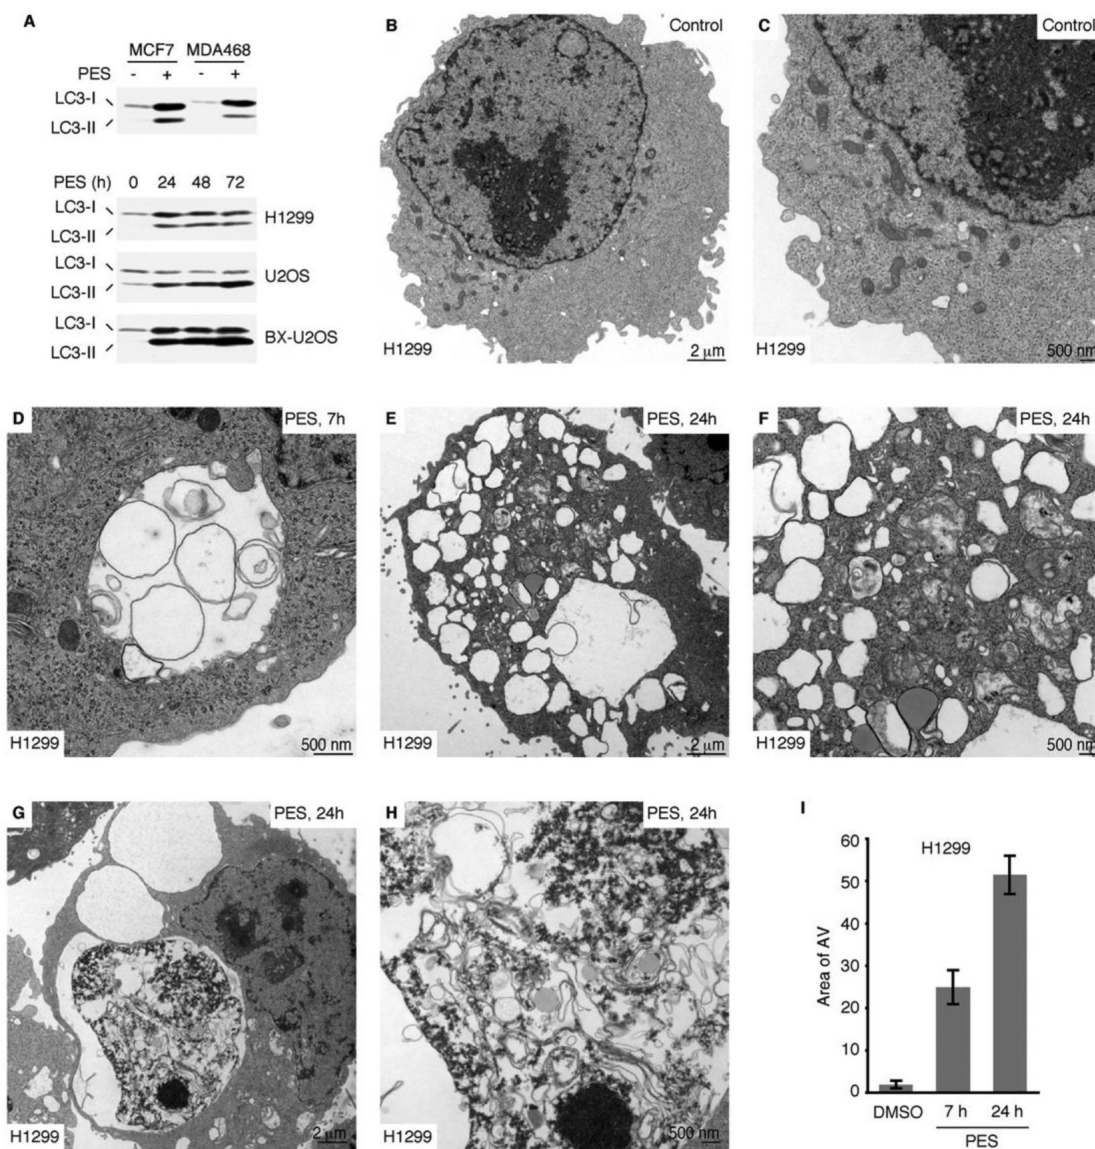 A
MCF7 MDA468
PES - + - +
LC3-I
LC3-II
PES (h) 0 24 48 72
LC3-I
LC3-II
H1299
LC3-I
LC3-II
U2OS
LC3-I
LC3-II
BX-U2OS
B
Control
H1299
2 μm
C
Control
H1299
500 nm
D
PES, 7h
H1299
500 nm
E
PES, 24h
H1299
2 μm
F
PES, 24h
H1299
500 nm
G
PES, 24h
H1299
2 μm
H
PES, 24h
H1299
500 nm
I
H1299
Area of AV
60
50
40
30
20
10
0
DMSO 7 h 24 h
PES